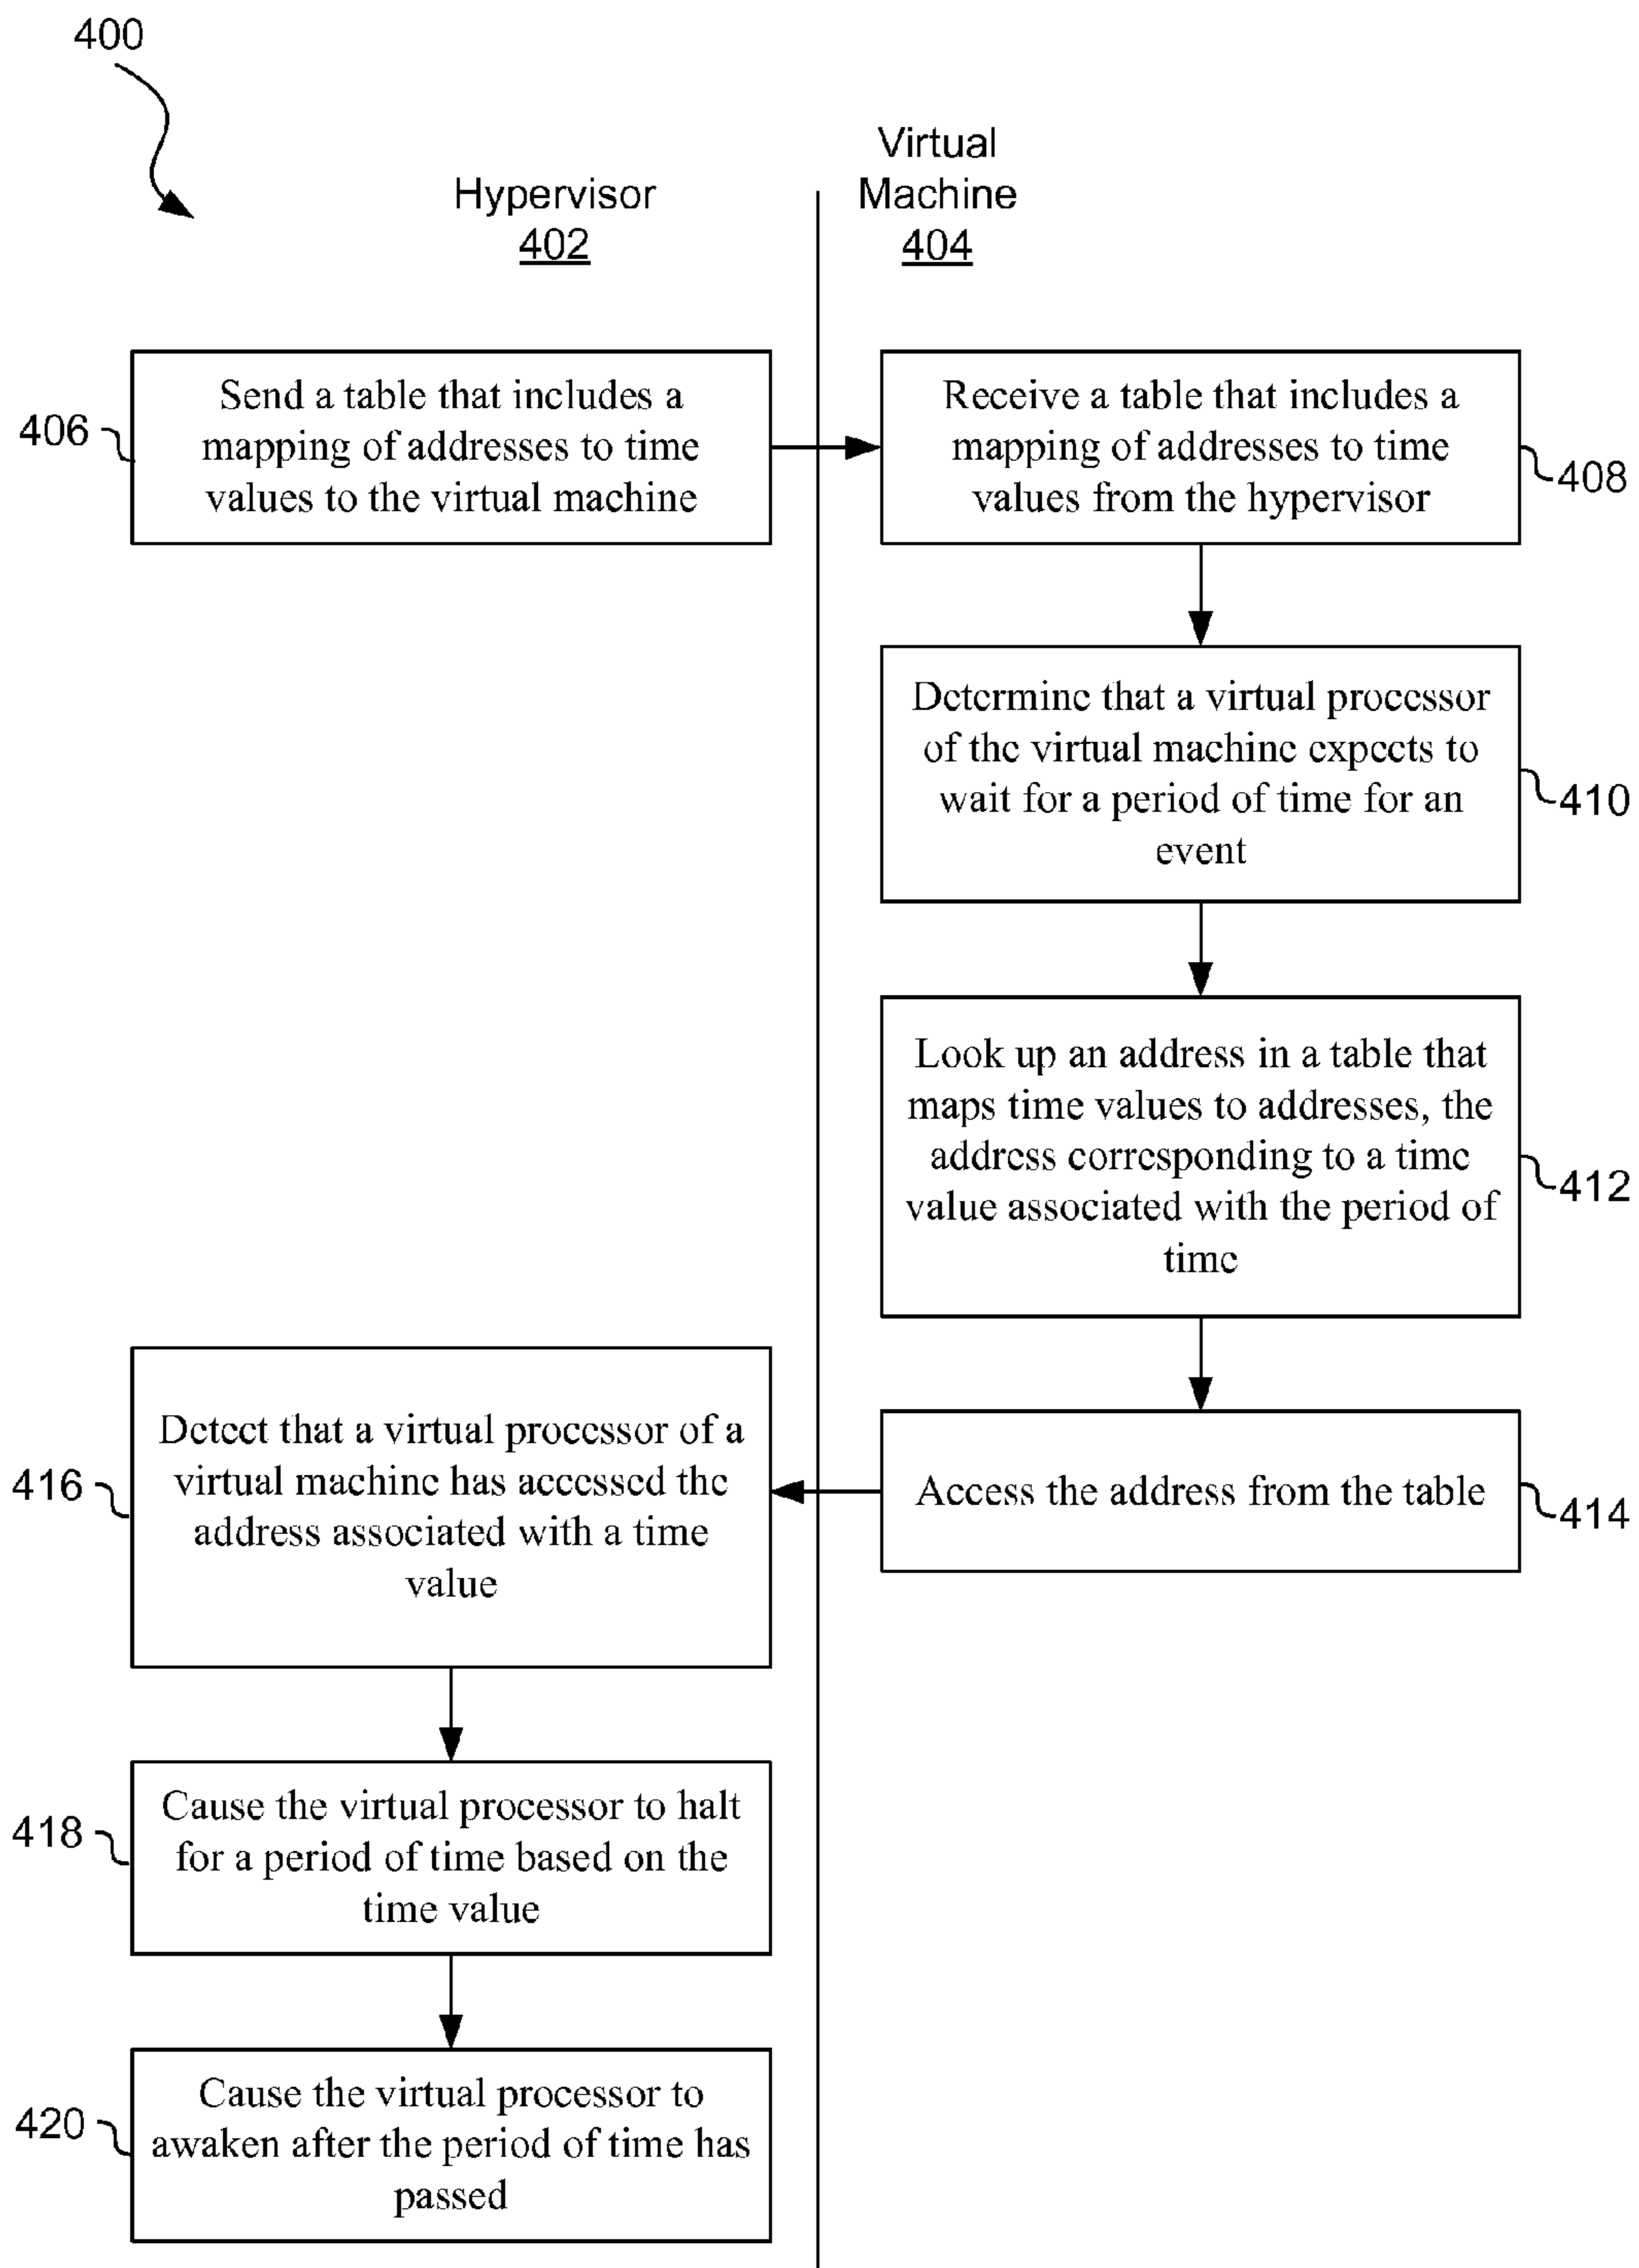 400
Hypervisor
402
Virtual
Machine
404
406
Send a table that includes a
mapping of addresses to time
values to the virtual machine
Receive a table that includes a
mapping of addresses to time
values from the hypervisor
408
Determine that a virtual processor
of the virtual machine expects to
wait for a period of time for an
event
410
Look up an address in a table that
maps time values to addresses, the
address corresponding to a time
value associated with the period of
time
412
Access the address from the table
414
416
Detect that a virtual processor of a
virtual machine has accessed the
address associated with a time
value
418
Cause the virtual processor to halt
for a period of time based on the
time value
420
Cause the virtual processor to
awaken after the period of time has
passed